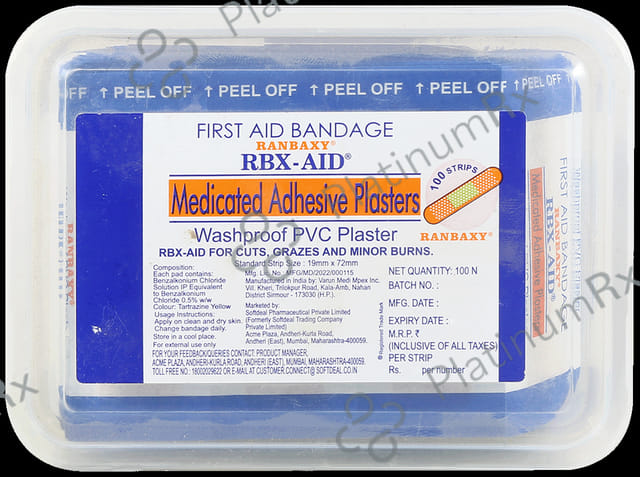 OFF ↑ PEEL OFF ↑ PEEL OFF ↑ PEEL OFF ↑ PEEL OFF ↑ PEEL OFF
FIRST AID BANDAGE
RANBAXY®
RBX-AID®
Medicated Adhesive Plasters
Washproof PVC Plaster
100 STRIPS
RANBAXY®
RBX-AID FOR CUTS, GRAZES AND MINOR BURNS.
Standard Strip Size : 19mm x 72mm
Composition:
Each pad contains:
Benzalkonium Chloride
Solution IP Equivalent
to Benzalkonium
Chloride 0.5% w/w
Colour: Tartrazine Yellow
Usage Instructions:
Apply on clean and dry skin.
Change bandage daily.
Store in a cool place.
For external use only
MFG/MD/2022/000115
Manufactured in India by: Varun Medi Mpex Inc.
Vill. Kheri, Trilokpur Road, Kala-Amb, Nahan
District Sirmour - 173030 (H.P.).
Marketed by:
Softdeal Pharmaceutical Private Limited
(Formerly Softdeal Trading Company
Private Limited)
Acme Plaza, Andheri-Kurla Road,
Andheri (East), Mumbai, Maharashtra-400059.
FOR YOUR FEEDBACK/QUERIES CONTACT: PRODUCT MANAGER,
ACME PLAZA, ANDHERI-KURLA ROAD, ANDHERI (EAST), MUMBAI, MAHARASHTRA-400059.
TOLL FREE NO : 18002029622 OR E-MAIL AT CUSTOMER.CONNECT@ SOFTDEAL.CO.IN
® Registered Trade Mark
NET QUANTITY: 100 N
BATCH NO. :
MFG. DATE :
EXPIRY DATE :
M.R.P. ₹
(INCLUSIVE OF ALL TAXES)
PER STRIP
Rs. per number
FIRST AID BANDAGE
RANBAXY
RBX-AID®
Medicated Adhesive Plasters
RANBAXY
PlatinumRx
PlatinumRx
PlatinumRx